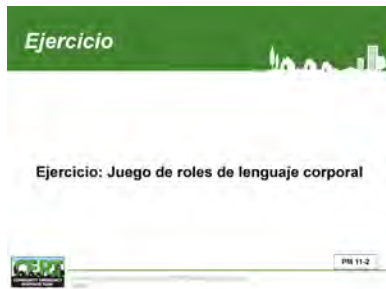 Ejercicio
Ejercicio: Juego de roles de lenguaje corporal
CERT
PM 11-2